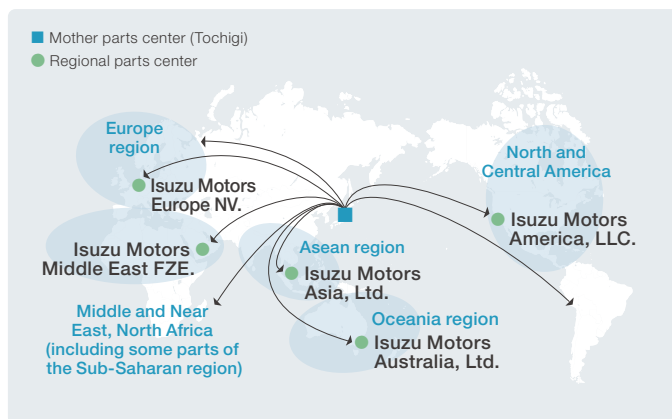 Mother parts center (Tochigi)
Regional parts center
Europe
region
Isuzu Motors
Europe NV.
North and
Central America
Isuzu Motors
America, LLC.
Isuzu Motors
Middle East FZE.
Asean region
Isuzu Motors
Asia, Ltd.
Middle and Near
East, North Africa
(including some parts of
the Sub-Saharan region)
Oceania region
Isuzu Motors
Australia, Ltd.